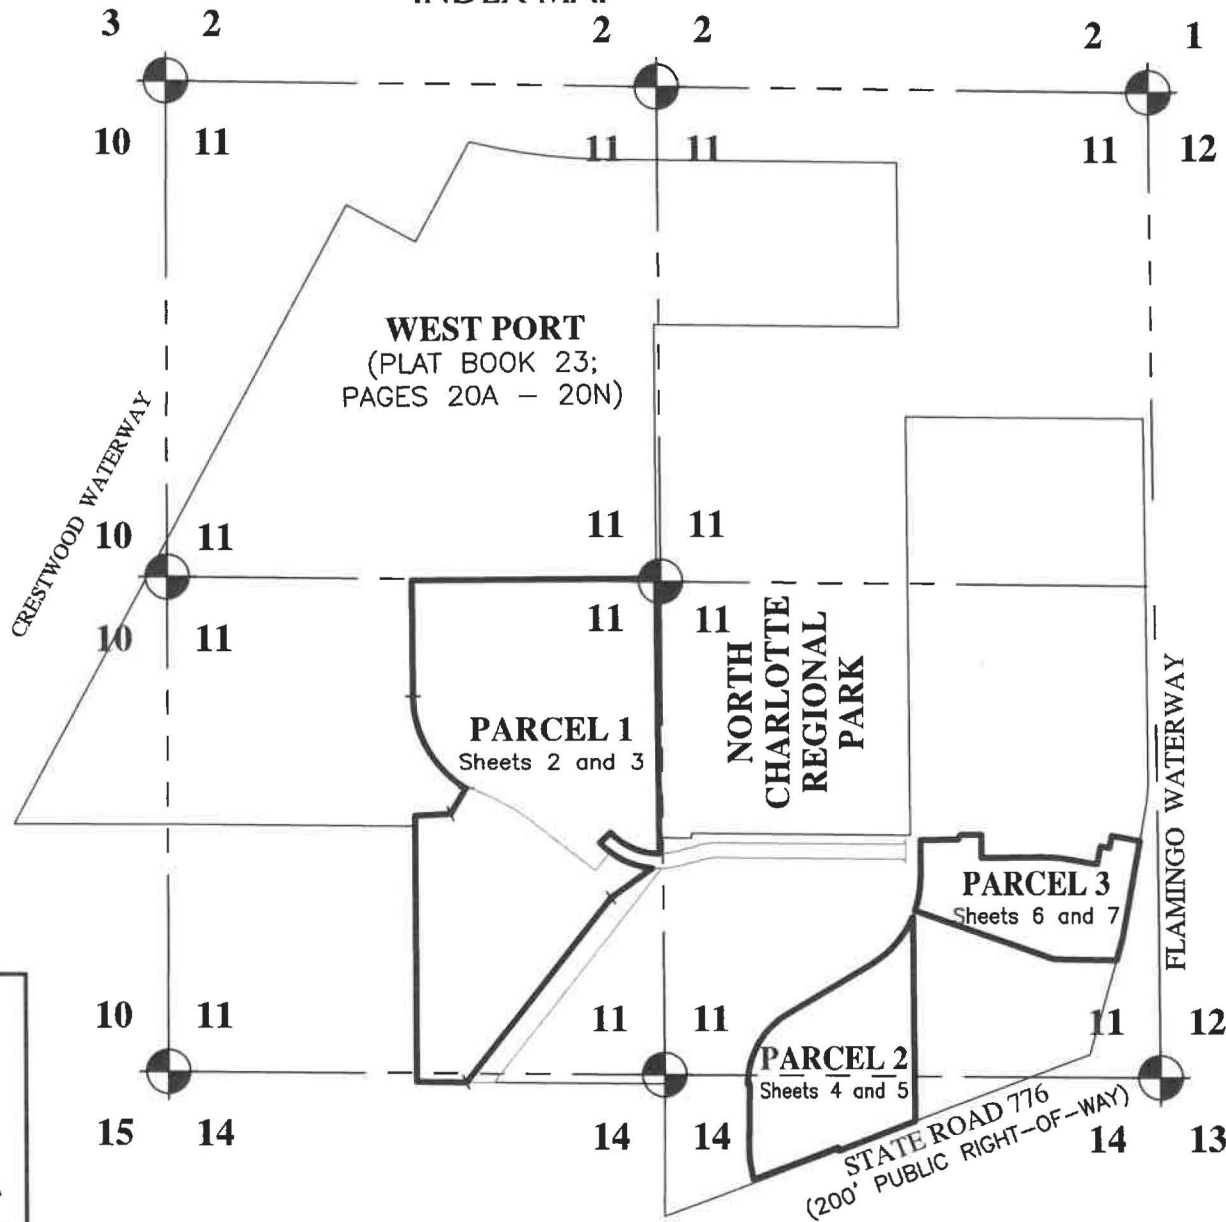 INDEX MAP
3 2
2 2
2 1
10 11
11 11
11 12
WEST PORT
(PLAT BOOK 23;
PAGES 20A - 20N)
CRESTWOOD WATERWAY
10 11
11 11
10 11
11 11
NORTH
CHARLOTTE
REGIONAL
PARK
PARCEL 1
Sheets 2 and 3
FLAMINGO WATERWAY
PARCEL 3
Sheets 6 and 7
10 11
11 11
11 12
PARCEL 2
Sheets 4 and 5
15 14
14 14
14 13
STATE ROAD 776
(200' PUBLIC RIGHT-OF-WAY)